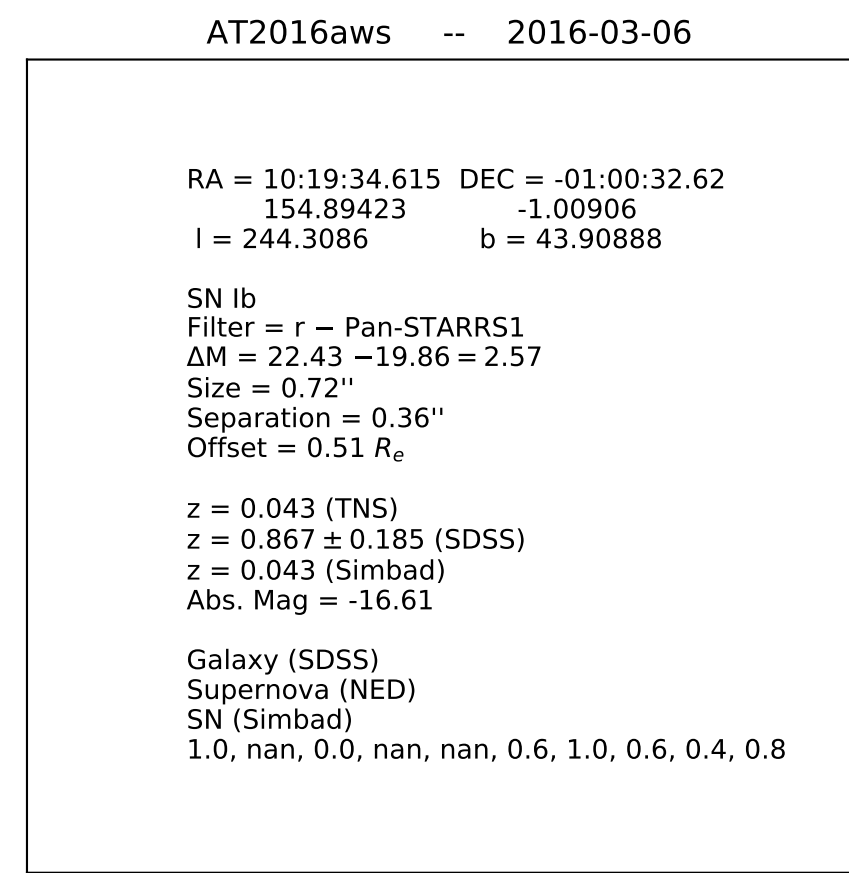 AT2016aws -- 2016-03-06
RA = 10:19:34.615 DEC = -01:00:32.62
154.89423 -1.00906
l = 244.3086 b = 43.90888
SN Ib
Filter = r − Pan-STARRS1
ΔM = 22.43 −19.86 = 2.57
Size = 0.72''
Separation = 0.36''
Offset = 0.51 Rₑ
z = 0.043 (TNS)
z = 0.867 ± 0.185 (SDSS)
z = 0.043 (Simbad)
Abs. Mag = -16.61
Galaxy (SDSS)
Supernova (NED)
SN (Simbad)
1.0, nan, 0.0, nan, nan, 0.6, 1.0, 0.6, 0.4, 0.8